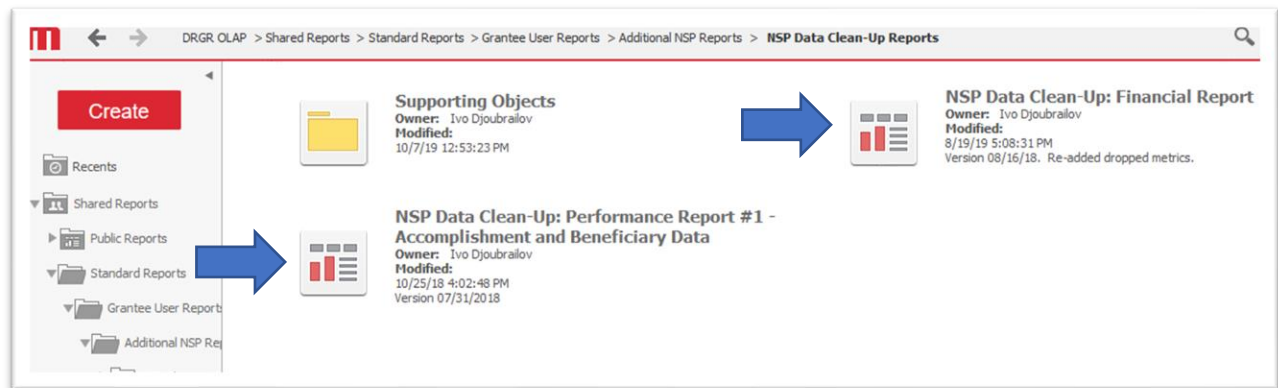 DRGR OLAP > Shared Reports > Standard Reports > Grantee User Reports > Additional NSP Reports > NSP Data Clean-Up Reports
Create
Recents
Shared Reports
Public Reports
Standard Reports
Grantee User Reports
Additional NSP Rep
Supporting Objects
Owner: Ivo Djoubrailov
Modified:
10/7/19 12:53:23 PM
NSP Data Clean-Up: Financial Report
Owner: Ivo Djoubrailov
Modified:
8/19/19 5:08:31 PM
Version 08/16/18. Re-added dropped metrics.
NSP Data Clean-Up: Performance Report #1 -
Accomplishment and Beneficiary Data
Owner: Ivo Djoubrailov
Modified:
10/25/18 4:02:48 PM
Version 07/31/2018